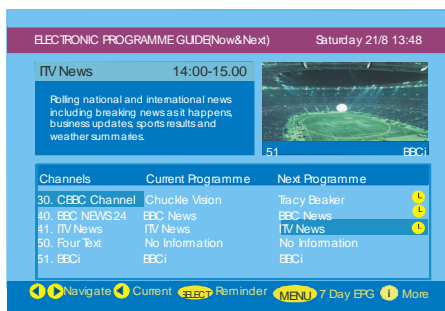 ELECTRONIC PROGRAMME GUIDE(Now&Next) Saturday 21/8 13:48
ITV News 14:00-15.00
Rolling national and international news
including breaking news as it happens,
business updates, sports results and
weather summaries.
51 BBCi
Channels Current Programme Next Programme
30. CBBC Channel Chuckle Vision Tracy Beaker
40. BBC NEWS 24 BBC News BBC News
41. ITV News ITV News ITV News
50. Four Text No Information No Information
51. BBCi BBCi BBCi
Navigate Current SELECT Reminder MENU 7 Day EPG i More